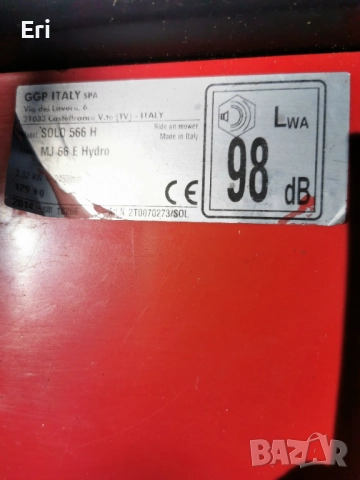 Eri
GGP ITALY SPA
Via del Lavoro, 6
31033 Castelfranco V.to (TV) - ITALY
SOLO 566 H
Ride on mower
Made in Italy
MJ 66 E Hydro
CE
LWA
98
dB
2T0070273/SOL
BAZAR